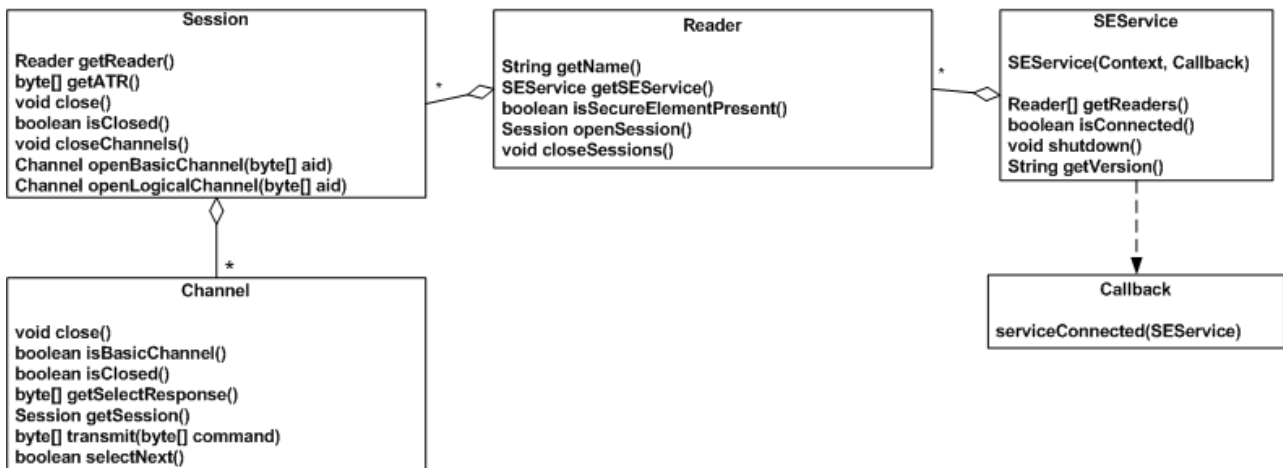 Session
Reader getReader()
byte[] getATR()
void close()
boolean isClosed()
void closeChannels()
Channel openBasicChannel(byte[] aid)
Channel openLogicalChannel(byte[] aid)
*
Reader
String getName()
SEService getSEService()
boolean isSecureElementPresent()
Session openSession()
void closeSessions()
*
SEService
SEService(Context, Callback)
Reader[] getReaders()
boolean isConnected()
void shutdown()
String getVersion()
*
Channel
void close()
boolean isBasicChannel()
boolean isClosed()
byte[] getSelectResponse()
Session getSession()
byte[] transmit(byte[] command)
boolean selectNext()
Callback
serviceConnected(SEService)